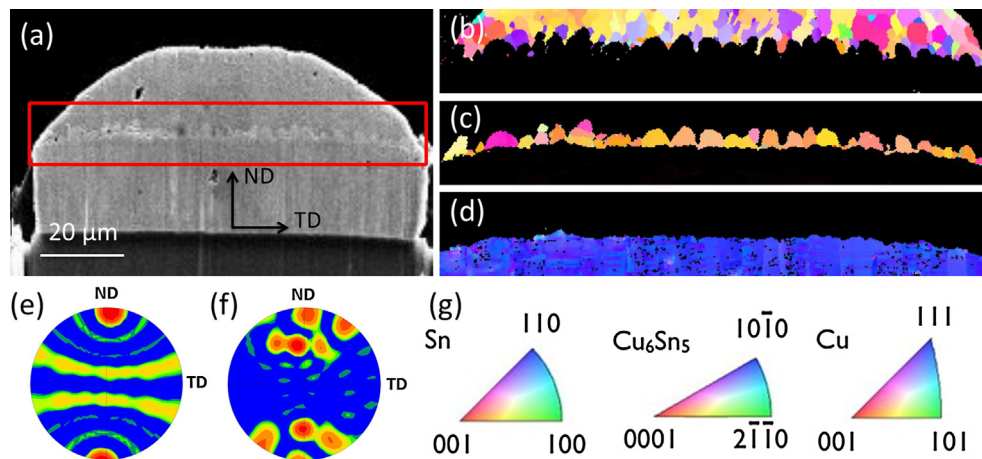 (a)
ND
TD
20 µm
(b)
(c)
(d)
(e)
ND
TD
(f)
ND
TD
(g)
Sn
110
001
100
Cu₆Sn₅
101̅0
0001
21̅1̅0
Cu
111
001
101